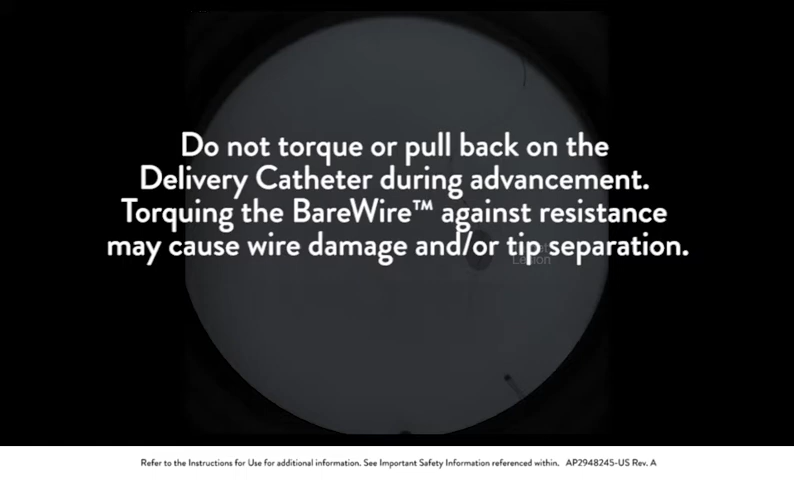 Do not torque or pull back on the
Delivery Catheter during advancement.
Torquing the BareWire™ against resistance
may cause wire damage and/or tip separation.
Lesion
Refer to the Instructions for Use for additional information. See Important Safety Information referenced within. AP2948245-US Rev. A